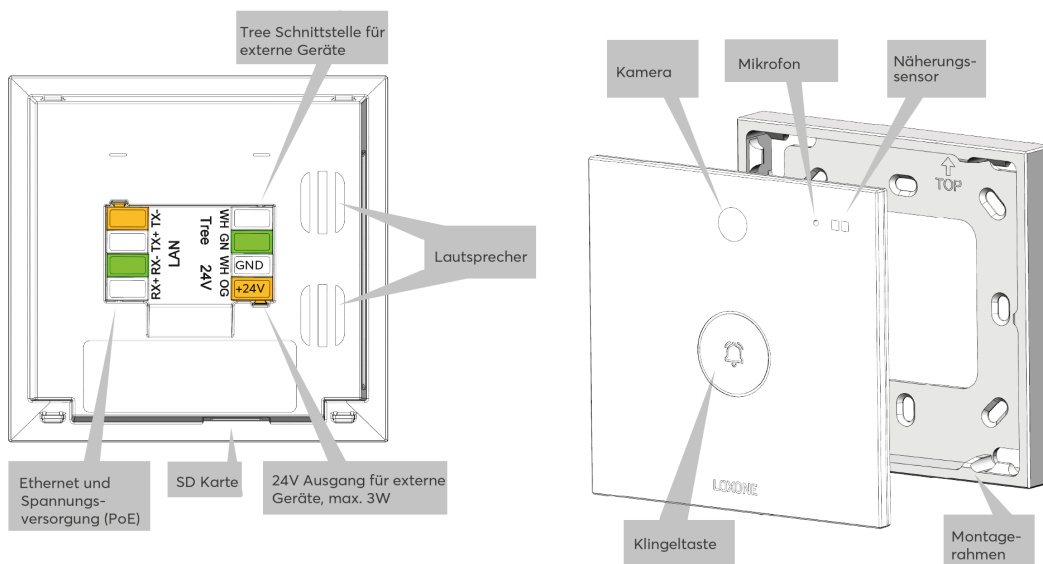 Tree Schnittstelle für
externe Geräte
TX-
TX+
RX-
RX+
LAN
Tree
24V
WH
GN
WH
OG
GND
+24V
Lautsprecher
Ethernet und
Spannungs-
versorgung (PoE)
SD Karte
24V Ausgang für externe
Geräte, max. 3W
Kamera
Mikrofon
Näherungs-
sensor
TOP
LOXONE
Klingeltaste
Montage-
rahmen